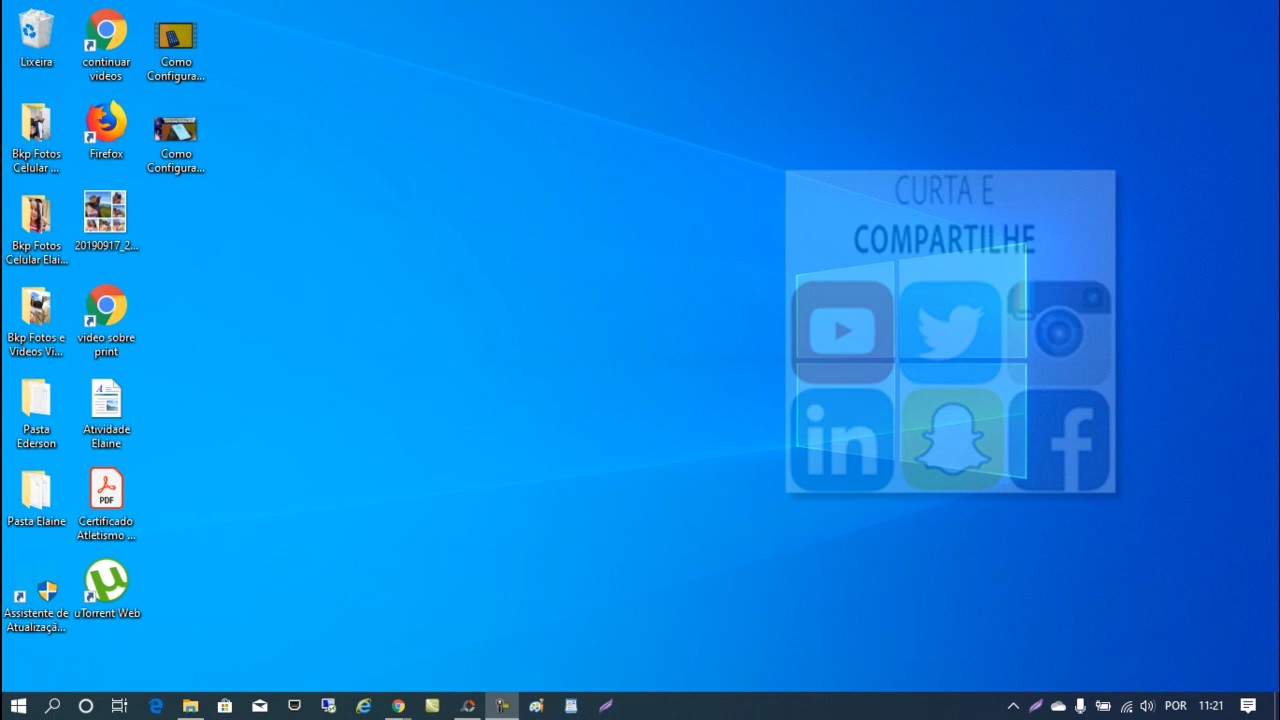 Lixeira
continuar
videos
Como
Configura...
Bkp Fotos
Celular ...
Firefox
Como
Configura...
Bkp Fotos
Celular Elai...
20190917_2...
Bkp Fotos e
Videos Vi...
video sobre
print
Pasta
Ederson
Atividade
Elaine
Pasta Elaine
PDF
Certificado
Atletismo ...
Assistente de
Atualizaçã...
uTorrent Web
CURTA E
COMPARTILHE
in
POR
11:21